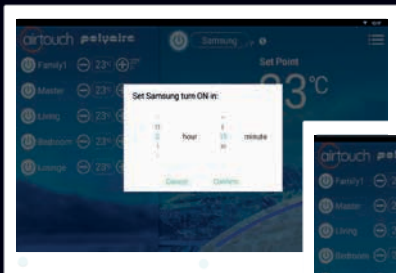 airtouch polyaire
Samsung
Family1 23°
Set Point
Master 23°
23°C
Living 23°
Bedroom 23°
Lounge 23°
Set Samsung turn ON in:
hour
minute
Cancel Confirm
airtouch
Family1
Master
Living
Bedroom